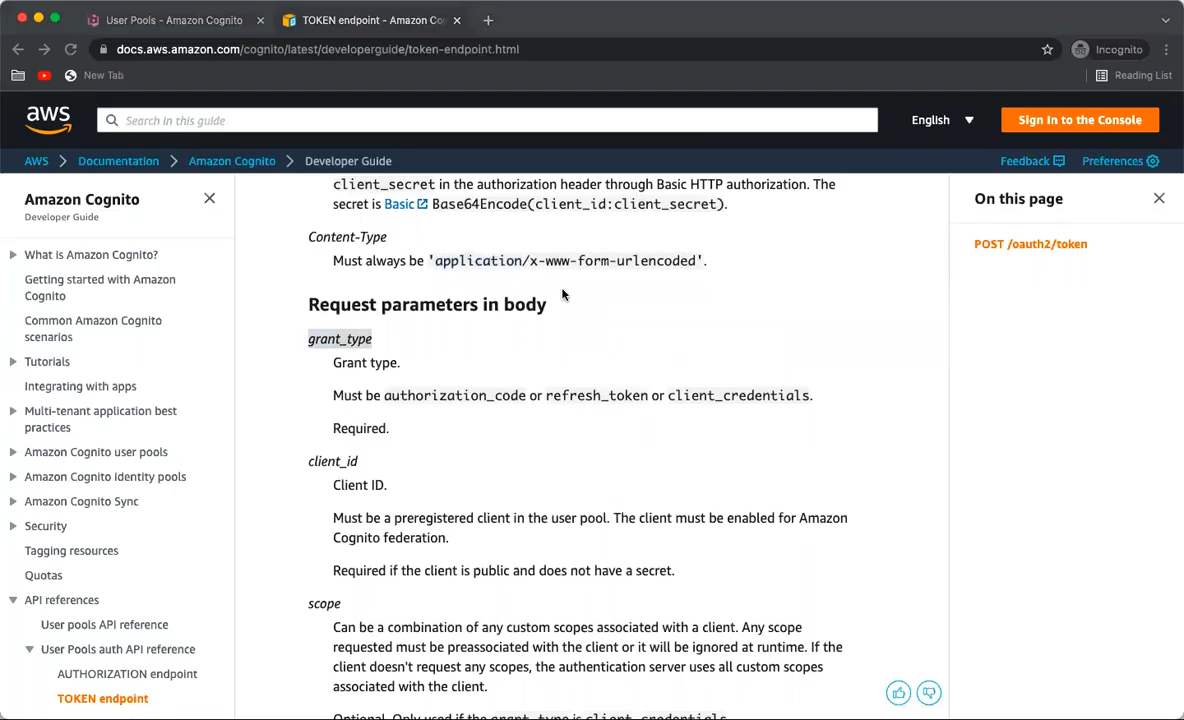 User Pools - Amazon Cognito
TOKEN endpoint - Amazon Co
docs.aws.amazon.com/cognito/latest/developerguide/token-endpoint.html
Incognito
New Tab
Reading List
aws
Search in this guide
English
Sign In to the Console
AWS
Documentation
Amazon Cognito
Developer Guide
Feedback
Preferences
Amazon Cognito
Developer Guide
What is Amazon Cognito?
Getting started with Amazon
Cognito
Common Amazon Cognito
scenarios
Tutorials
Integrating with apps
Multi-tenant application best
practices
Amazon Cognito user pools
Amazon Cognito identity pools
Amazon Cognito Sync
Security
Tagging resources
Quotas
API references
User pools API reference
User Pools auth API reference
AUTHORIZATION endpoint
TOKEN endpoint
client_secret in the authorization header through Basic HTTP authorization. The
secret is Basic Base64Encode(client_id:client_secret).
Content-Type
Must always be 'application/x-www-form-urlencoded'.
Request parameters in body
grant_type
Grant type.
Must be authorization_code or refresh_token or client_credentials.
Required.
client_id
Client ID.
Must be a preregistered client in the user pool. The client must be enabled for Amazon
Cognito federation.
Required if the client is public and does not have a secret.
scope
Can be a combination of any custom scopes associated with a client. Any scope
requested must be preassociated with the client or it will be ignored at runtime. If the
client doesn't request any scopes, the authentication server uses all custom scopes
associated with the client.
Optional. Only used if the grant_type is client_credentials.
On this page
POST /oauth2/token